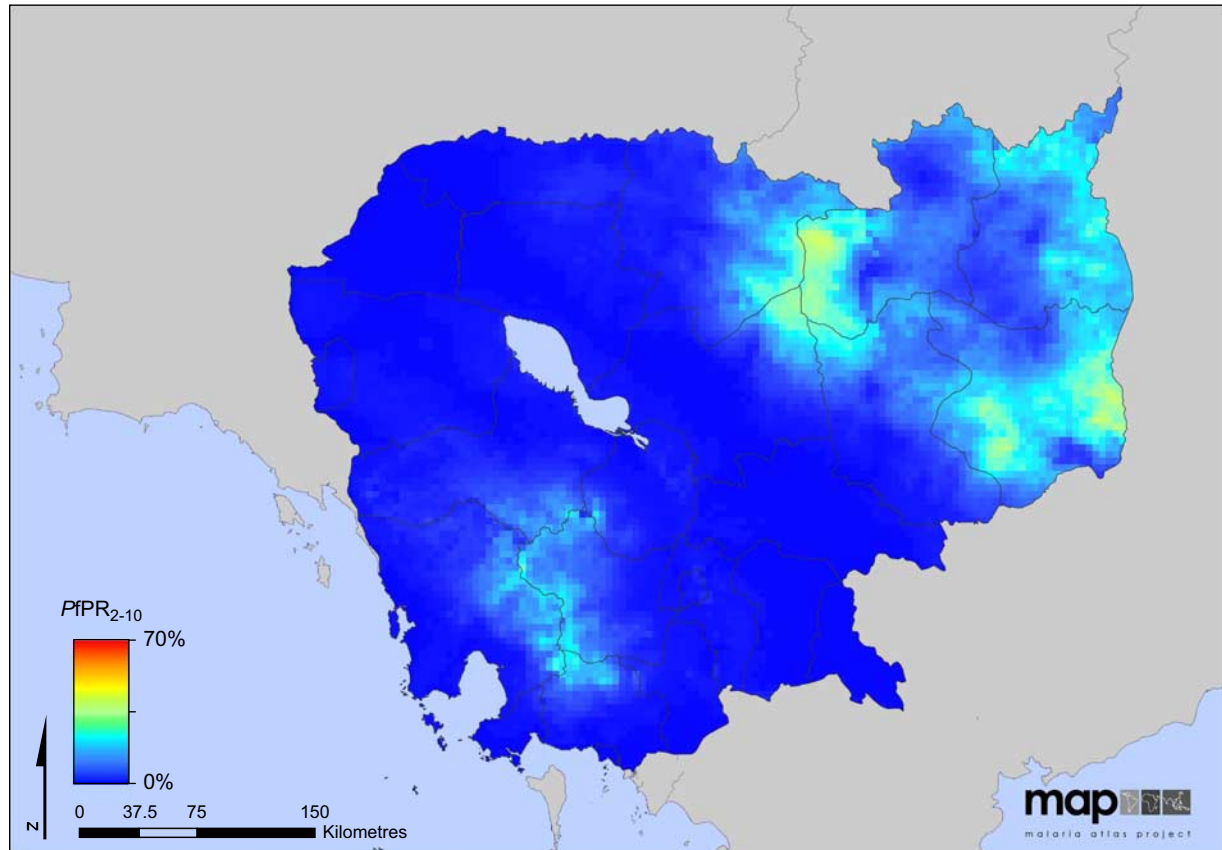 PfPR2-10
70%
0%
0 37.5 75 150
Kilometres
N
map
malaria atlas project